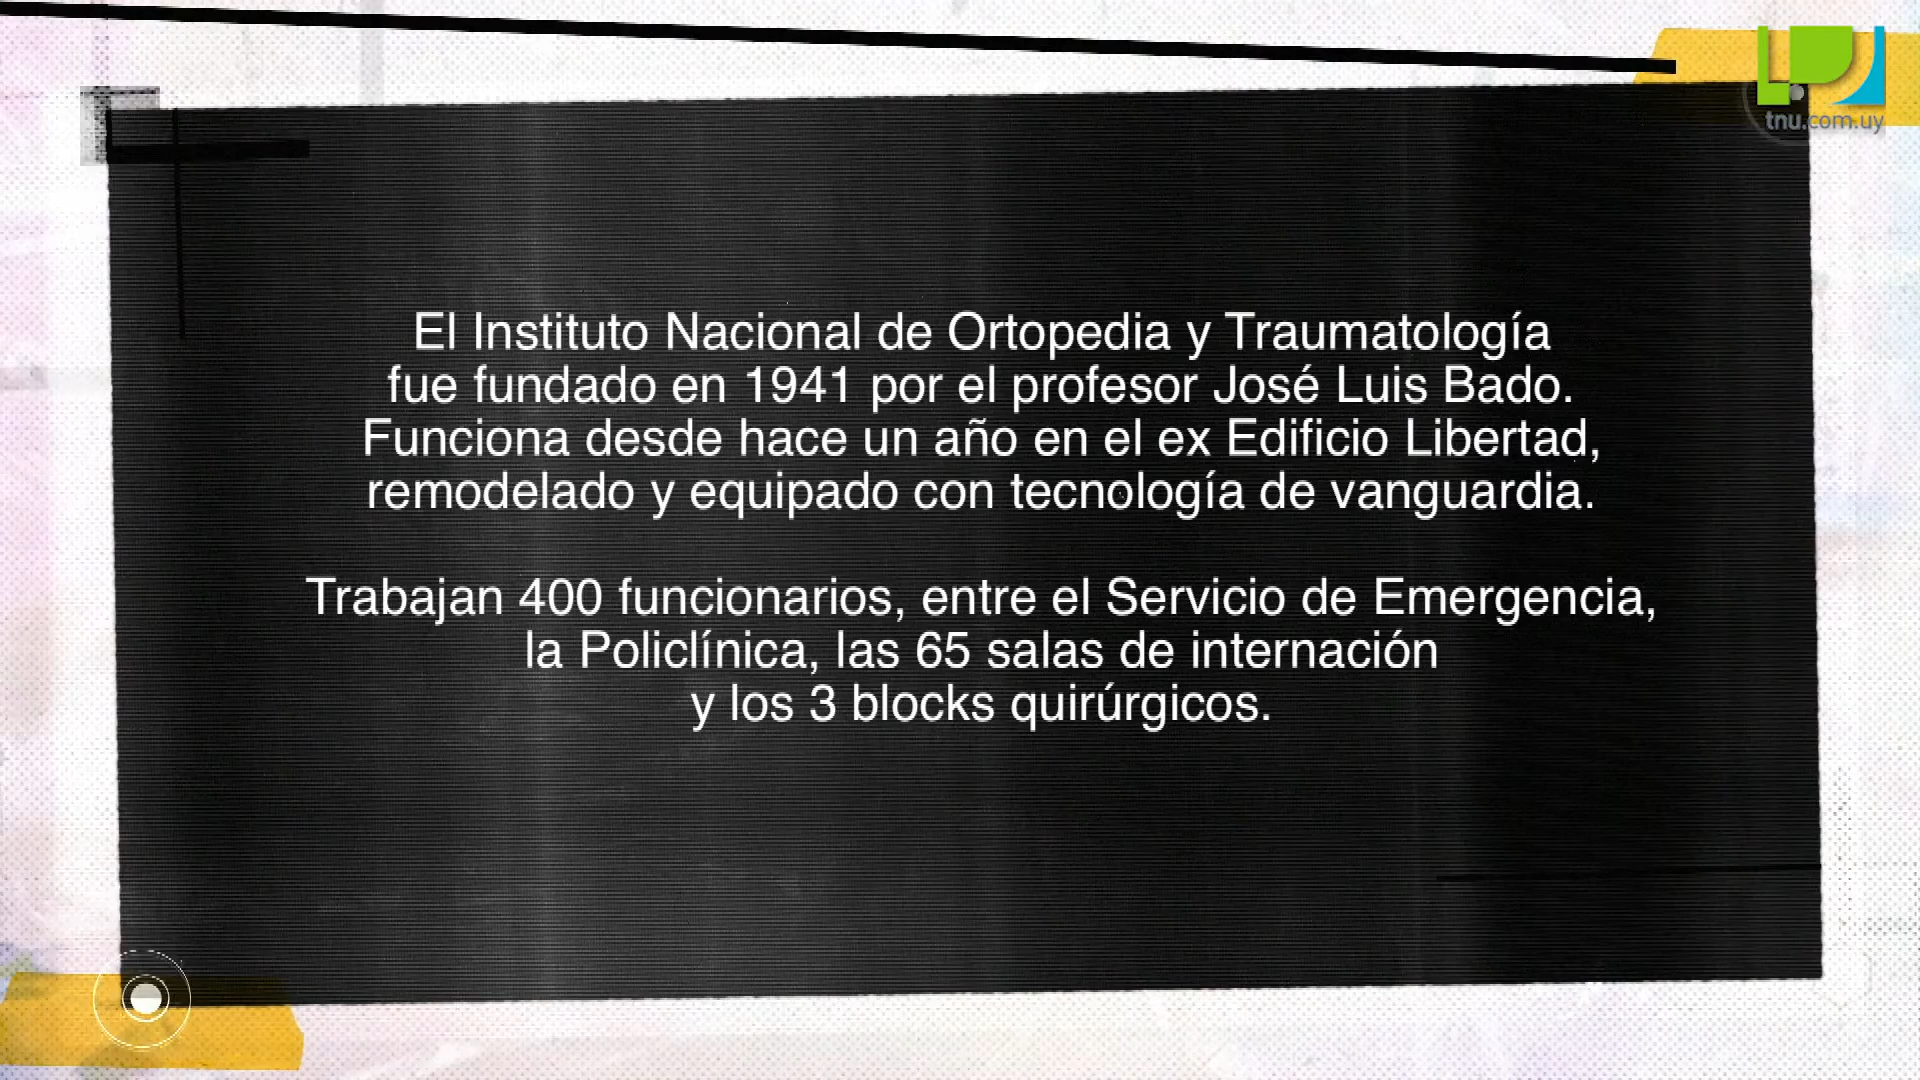 tnu.com.uy
El Instituto Nacional de Ortopedia y Traumatología
fue fundado en 1941 por el profesor José Luis Bado.
Funciona desde hace un año en el ex Edificio Libertad,
remodelado y equipado con tecnología de vanguardia.
Trabajan 400 funcionarios, entre el Servicio de Emergencia,
la Policlínica, las 65 salas de internación
y los 3 blocks quirúrgicos.